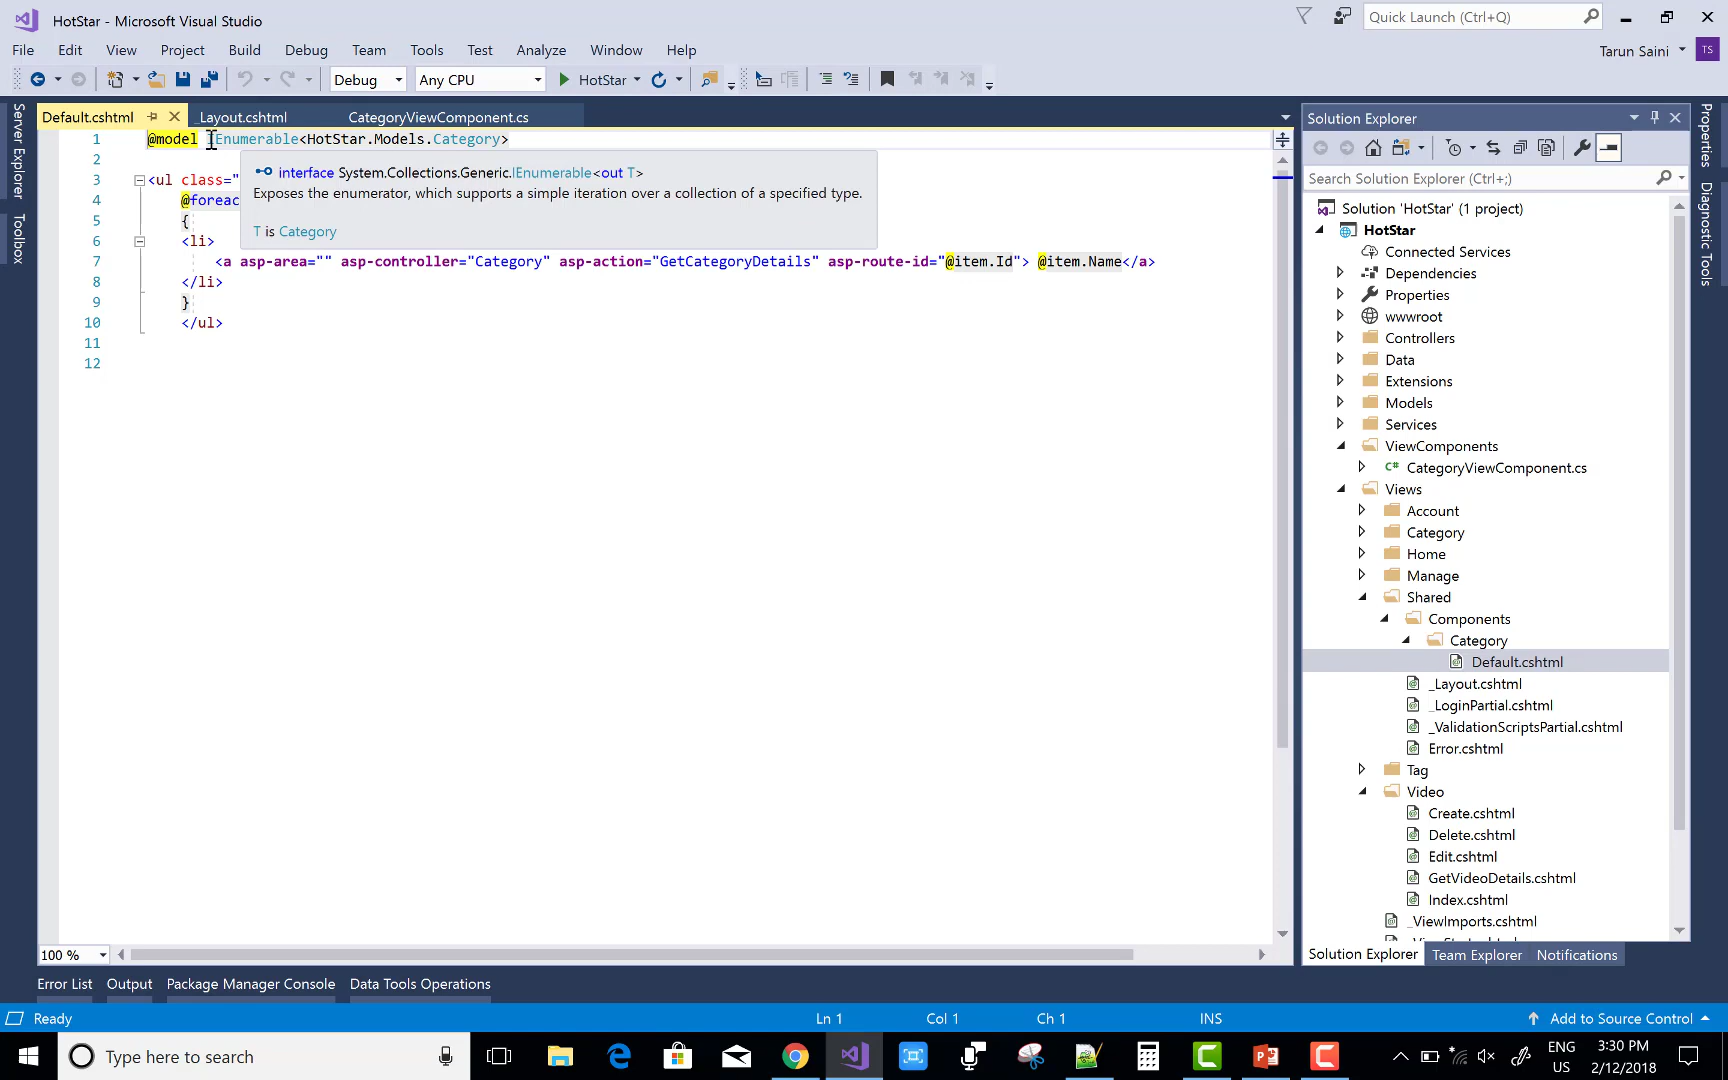 HotStar - Microsoft Visual Studio
Quick Launch (Ctrl+Q)
File Edit View Project Build Debug Team Tools Test Analyze Window Help
Tarun Saini TS
Debug Any CPU HotStar
Server Explorer
Toolbox
Default.cshtml _Layout.cshtml CategoryViewComponent.cs
1 @model IEnumerable<HotStar.Models.Category>
2
interface System.Collections.Generic.IEnumerable<out T>
Exposes the enumerator, which supports a simple iteration over a collection of a specified type.
T is Category
3 <ul class="
4 @foreac
5 {
6 <li>
7 <a asp-area="" asp-controller="Category" asp-action="GetCategoryDetails" asp-route-id="@item.Id"> @item.Name</a>
8 </li>
9 }
10 </ul>
11
12
100 %
Solution Explorer
Search Solution Explorer (Ctrl+;)
Solution 'HotStar' (1 project)
HotStar
Connected Services
Dependencies
Properties
wwwroot
Controllers
Data
Extensions
Models
Services
ViewComponents
C# CategoryViewComponent.cs
Views
Account
Category
Home
Manage
Shared
Components
Category
Default.cshtml
_Layout.cshtml
_LoginPartial.cshtml
_ValidationScriptsPartial.cshtml
Error.cshtml
Tag
Video
Create.cshtml
Delete.cshtml
Edit.cshtml
GetVideoDetails.cshtml
Index.cshtml
_ViewImports.cshtml
Solution Explorer Team Explorer Notifications
Properties
Diagnostic Tools
Error List Output Package Manager Console Data Tools Operations
Ready Ln 1 Col 1 Ch 1 INS Add to Source Control
Type here to search
ENG
US
3:30 PM
2/12/2018